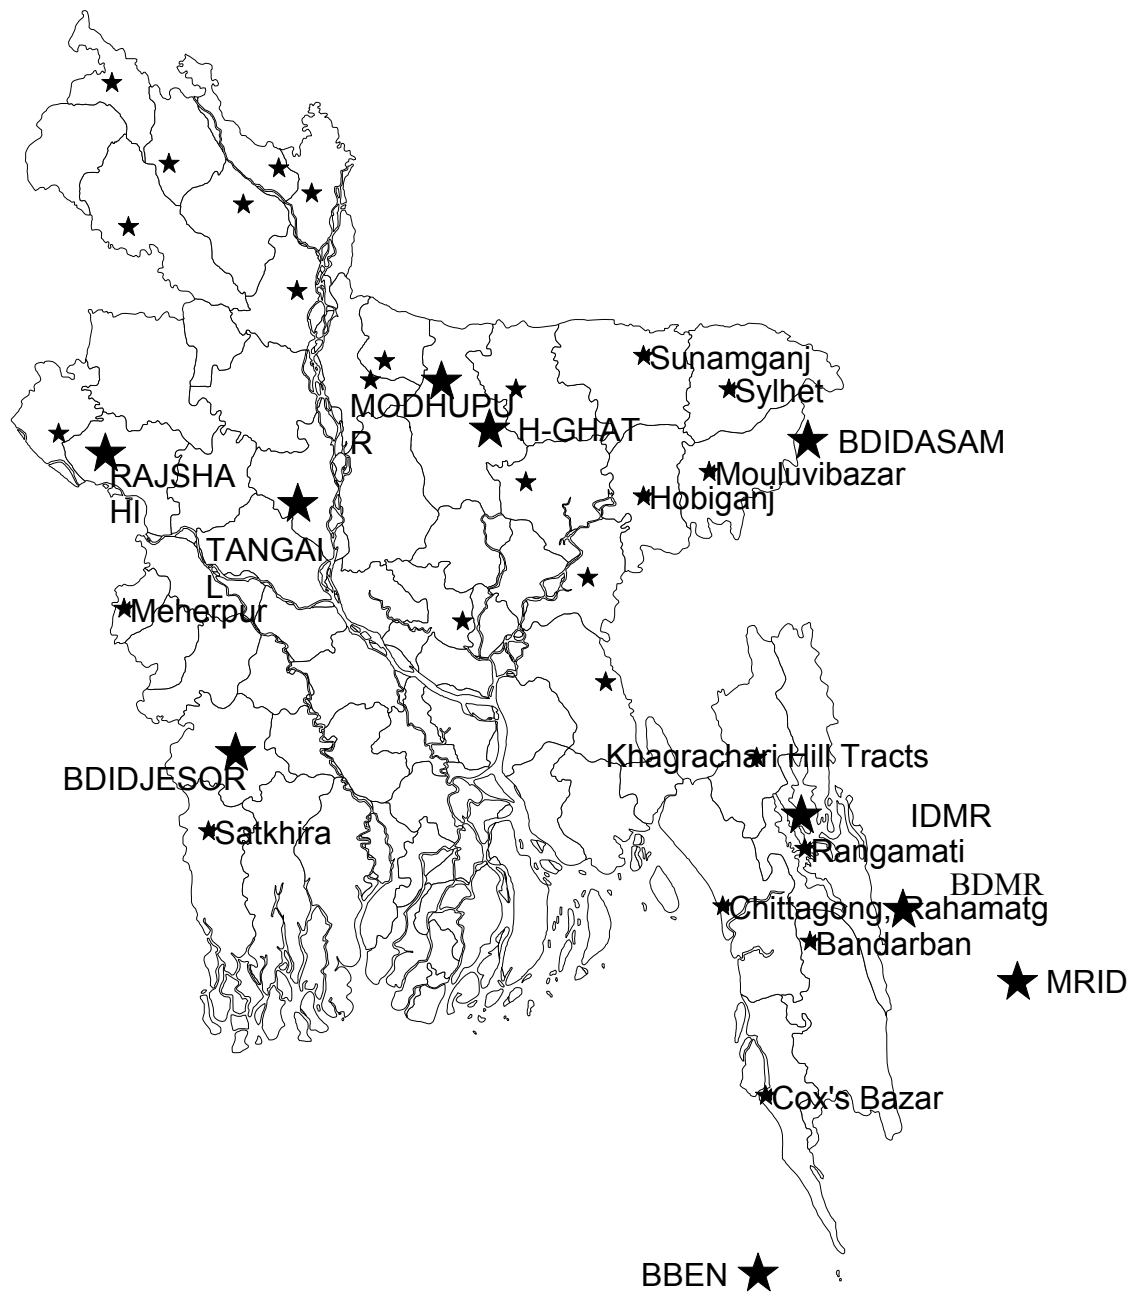 Sunamganj
Sylhet
MODHUPU
R
H-GHAT
BDIDASAM
RAJSHA
HI
Mouluvibazar
Hobiganj
TANGAI
L
Meherpur
Khagrachari Hill Tracts
BDIDJESOR
IDMR
Satkhira
Rangamati
BDMR
Chittagong, Rahamatg
Bandarban
MRID
Cox's Bazar
BBEN